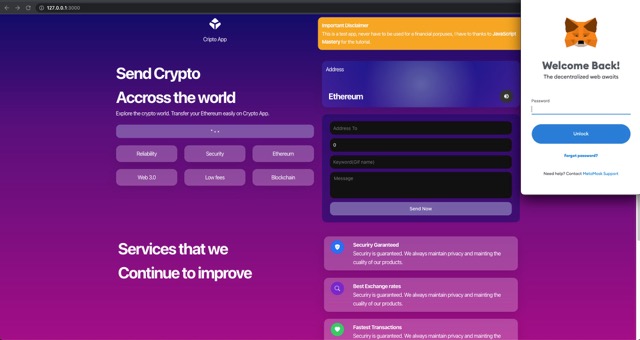 127.0.0.1:3000
Cripto App
Important Disclaimer
This is a test app, never have to be used for a financial purposes. I have to thanks to JavaScript
Mastery for the tutorial.
Send Crypto
Accross the world
Explore the crypto world. Transfer your Ethereum easily on Crypto App.
Reliability
Security
Ethereum
Web 3.0
Low fees
Blockchain
Address
Ethereum
Address To
0
Keyword(Gif name)
Message
Send Now
Services that we
Continue to improve
Securiry Garanteed
Securiry is guaranteed. We always maintain privacy and mainting the
cuality of our products.
Best Exchange rates
Securiry is guaranteed. We always maintain privacy and mainting the
cuality of our products.
Fastest Transactions
Securiry is guaranteed. We always maintain privacy and mainting the
Welcome Back!
The decentralized web awaits
Password
Unlock
Forgot password?
Need help? Contact MetaMask Support